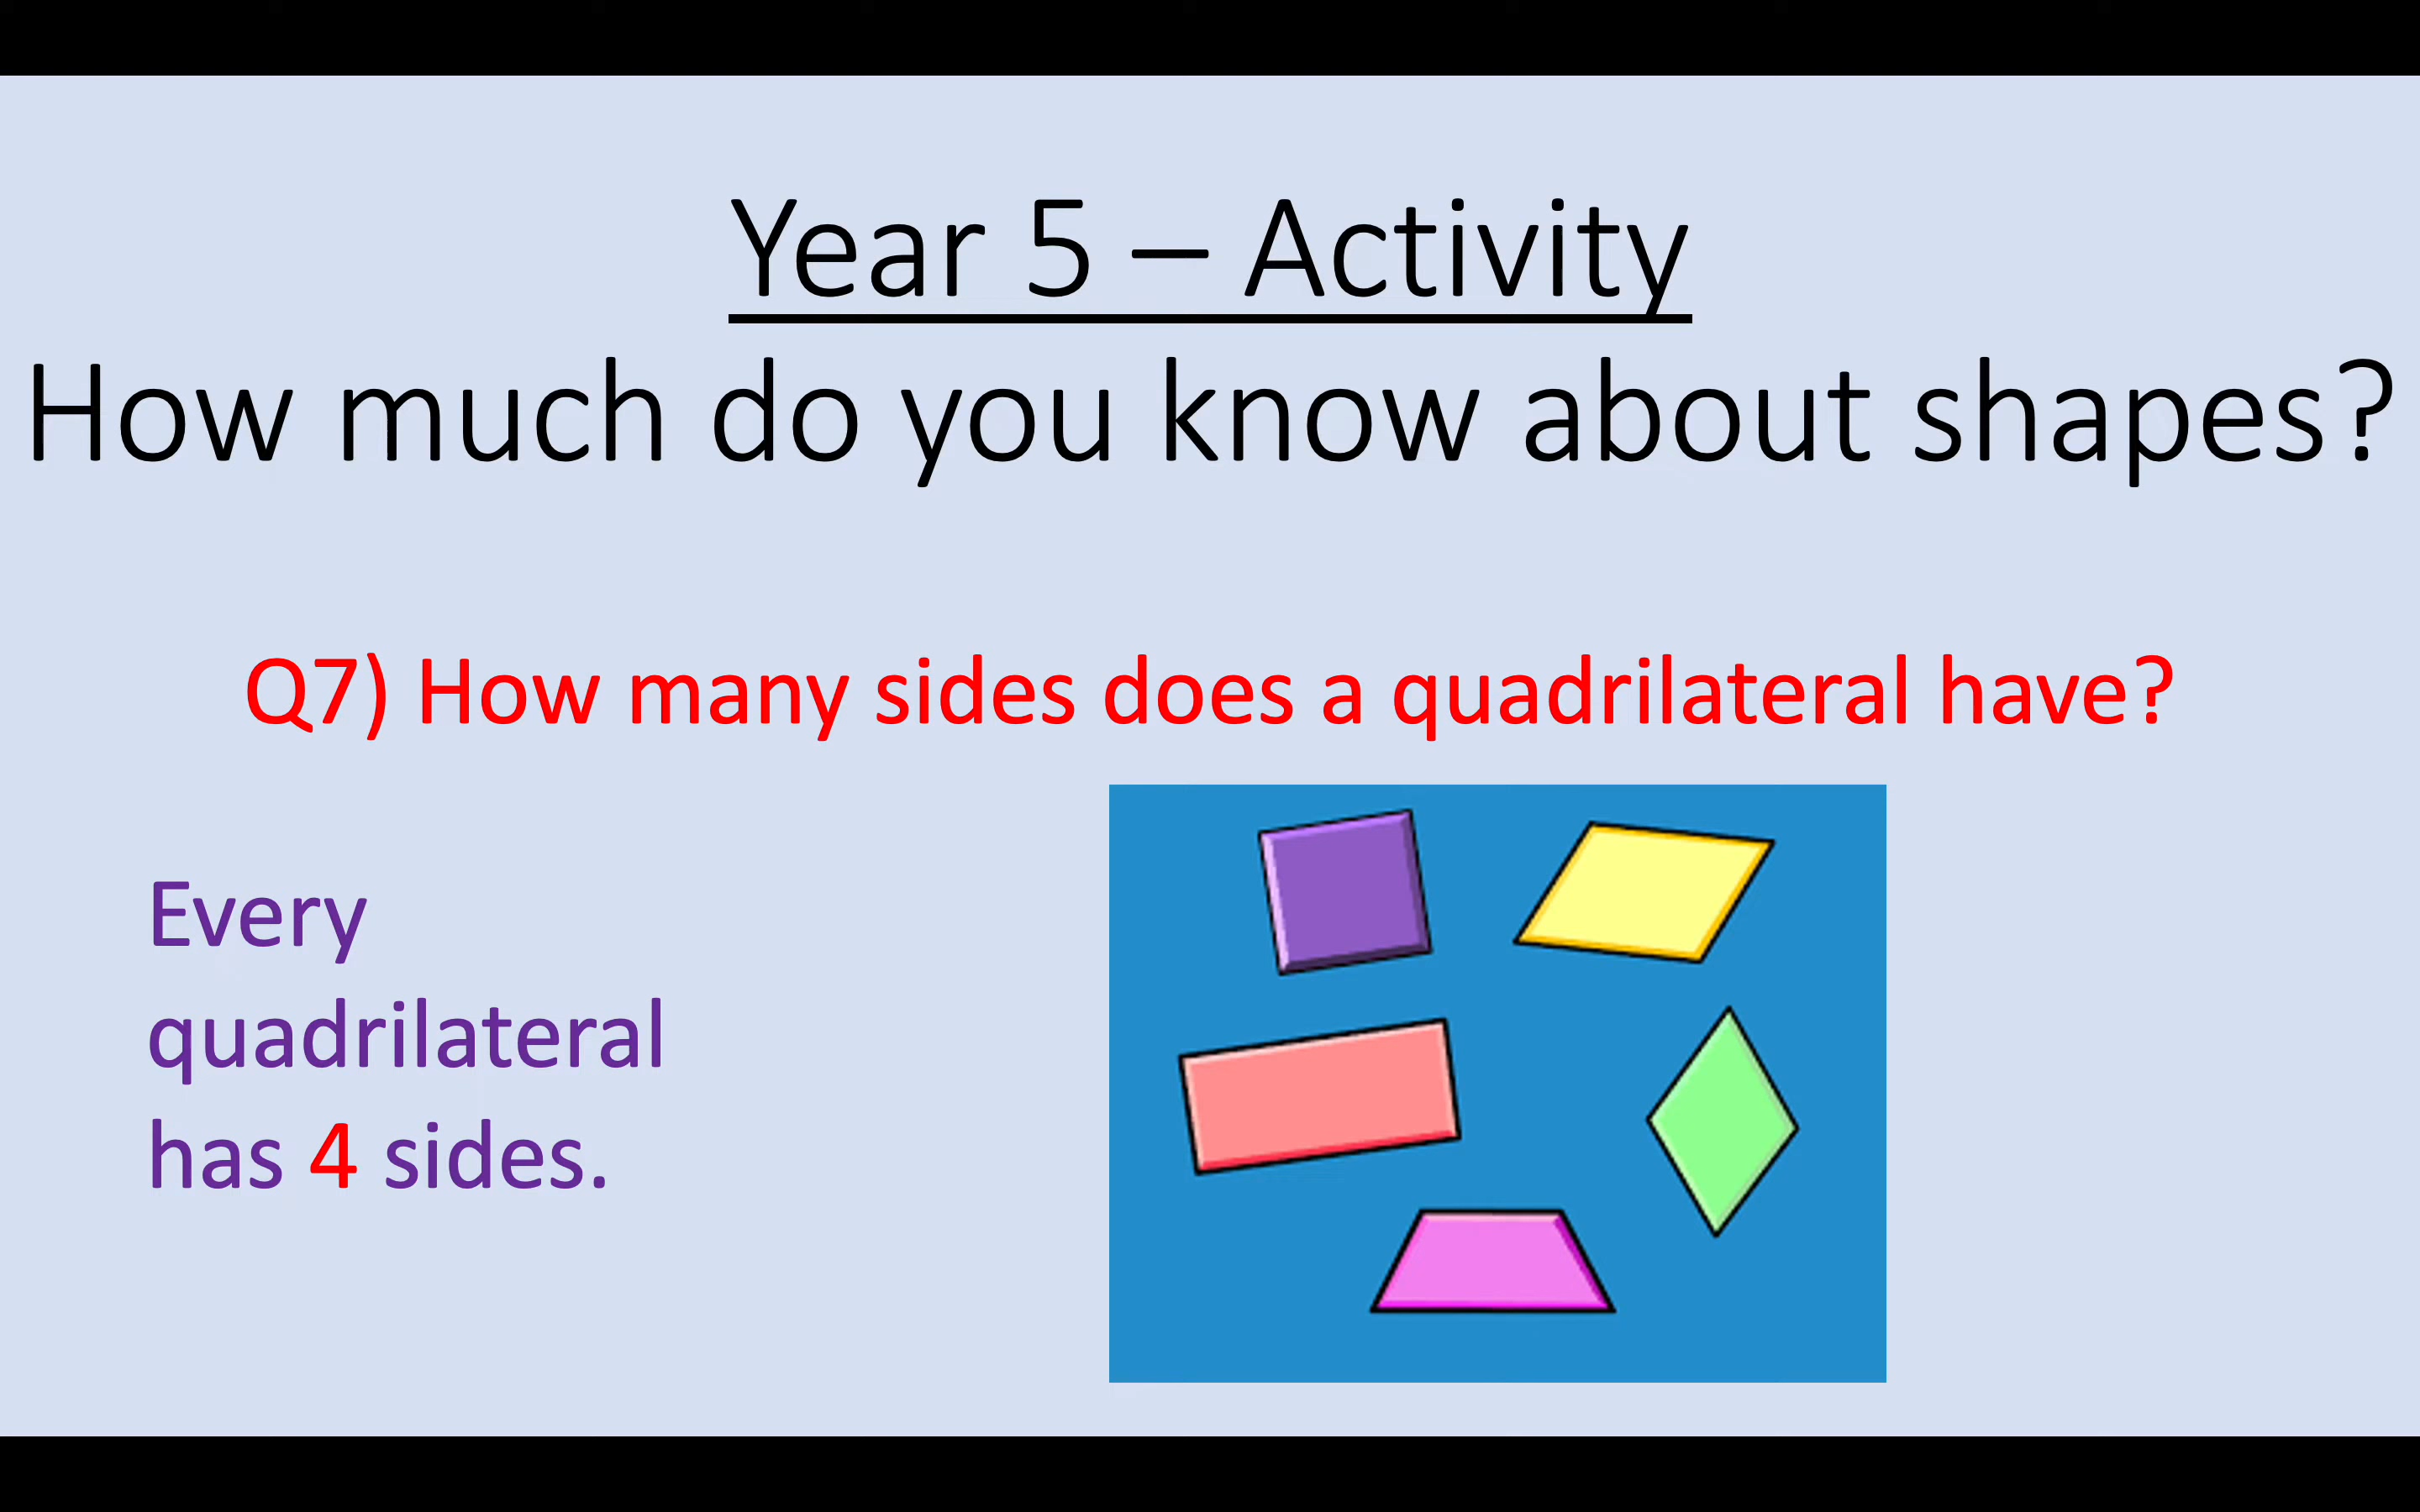 Year 5 – Activity
How much do you know about shapes?
Q7) How many sides does a quadrilateral have?
Every
quadrilateral
has 4 sides.